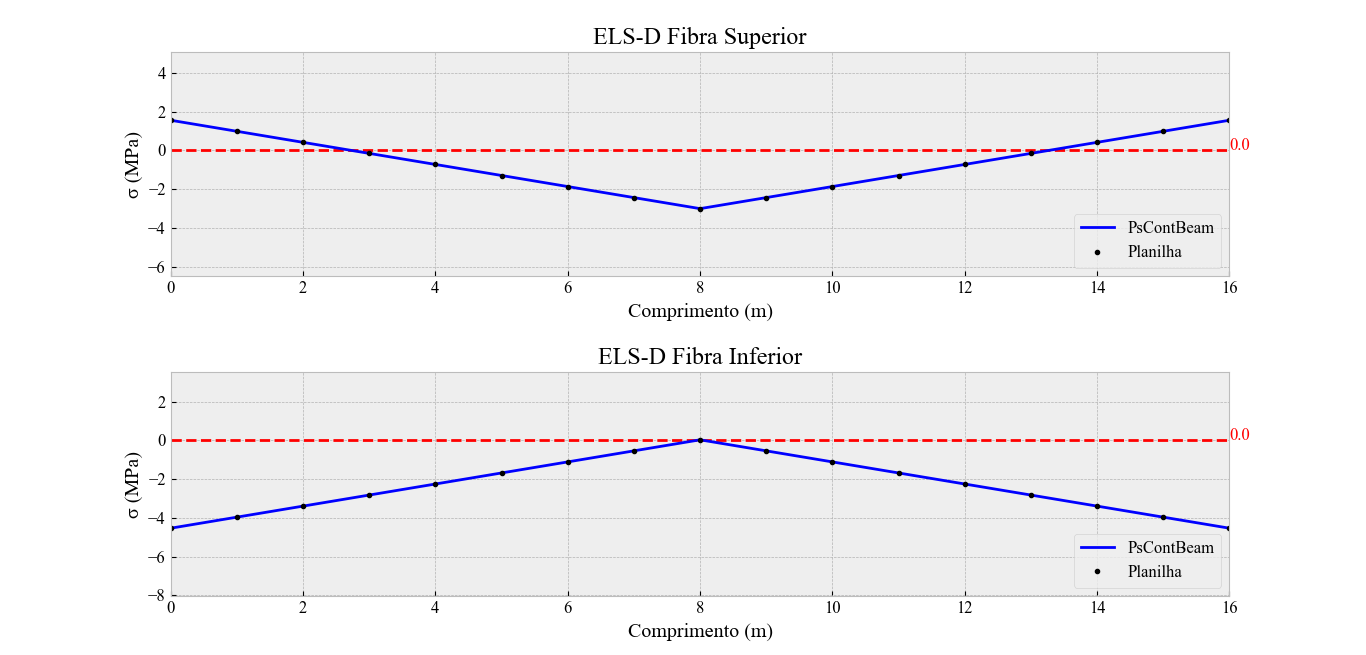 ELS-D Fibra Superior
4
2
0
−2
−4
−6
σ (MPa)
0.0
PsContBeam
Planilha
0 2 4 6 8 10 12 14 16
Comprimento (m)
ELS-D Fibra Inferior
2
0
−2
−4
−6
−8
σ (MPa)
0.0
PsContBeam
Planilha
0 2 4 6 8 10 12 14 16
Comprimento (m)